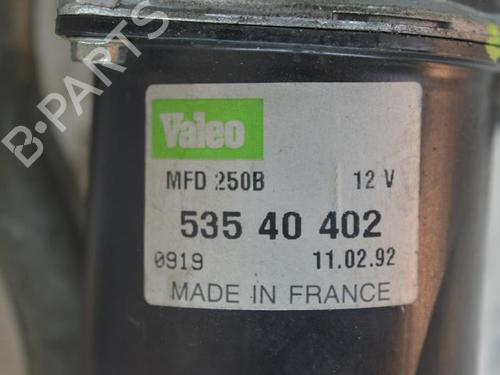 B-PARTS
Valeo
MFD 250B 12 V
535 40 402
0919 11.02.92
MADE IN FRANCE